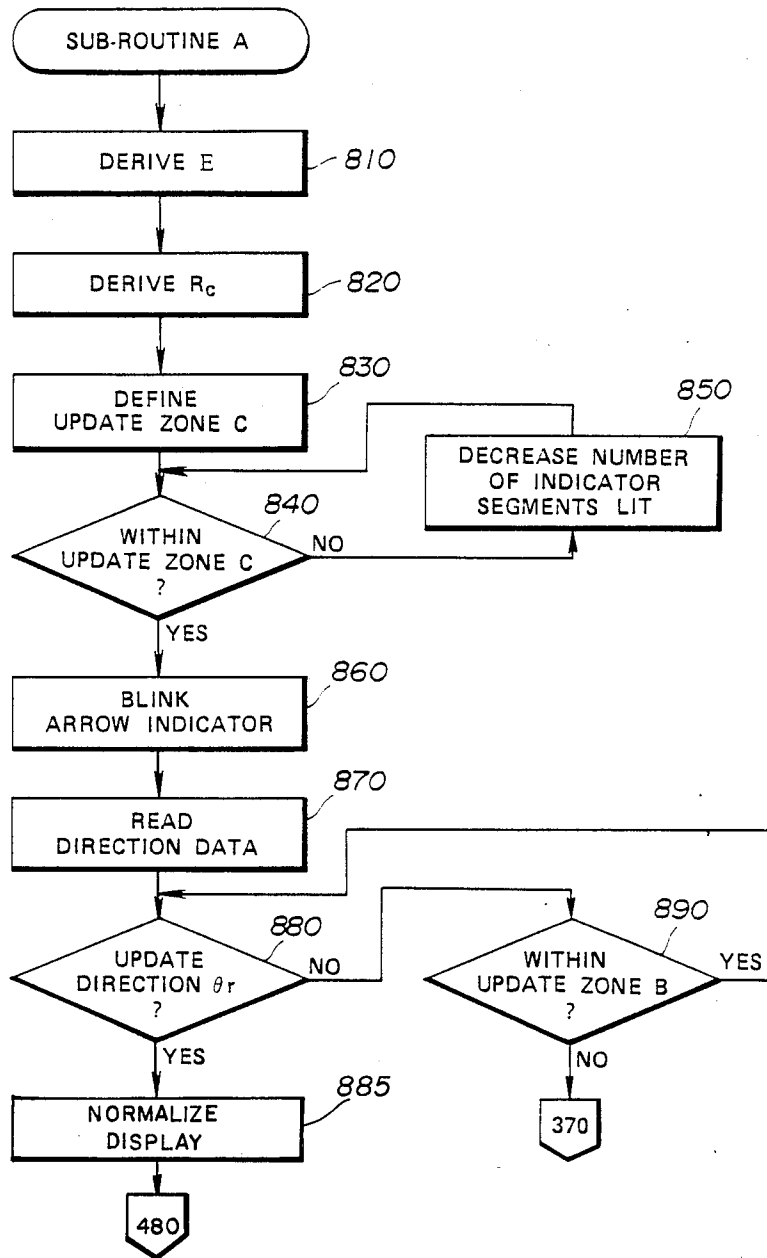 SUB-ROUTINE A
DERIVE E
810
DERIVE Rc
820
DEFINE
UPDATE ZONE C
830
WITHIN
UPDATE ZONE C
?
840
NO
YES
DECREASE NUMBER
OF INDICATOR
SEGMENTS LIT
850
BLINK
ARROW INDICATOR
860
READ
DIRECTION DATA
870
UPDATE
DIRECTION θr
?
880
NO
YES
WITHIN
UPDATE ZONE B
?
890
YES
NO
370
NORMALIZE
DISPLAY
885
480